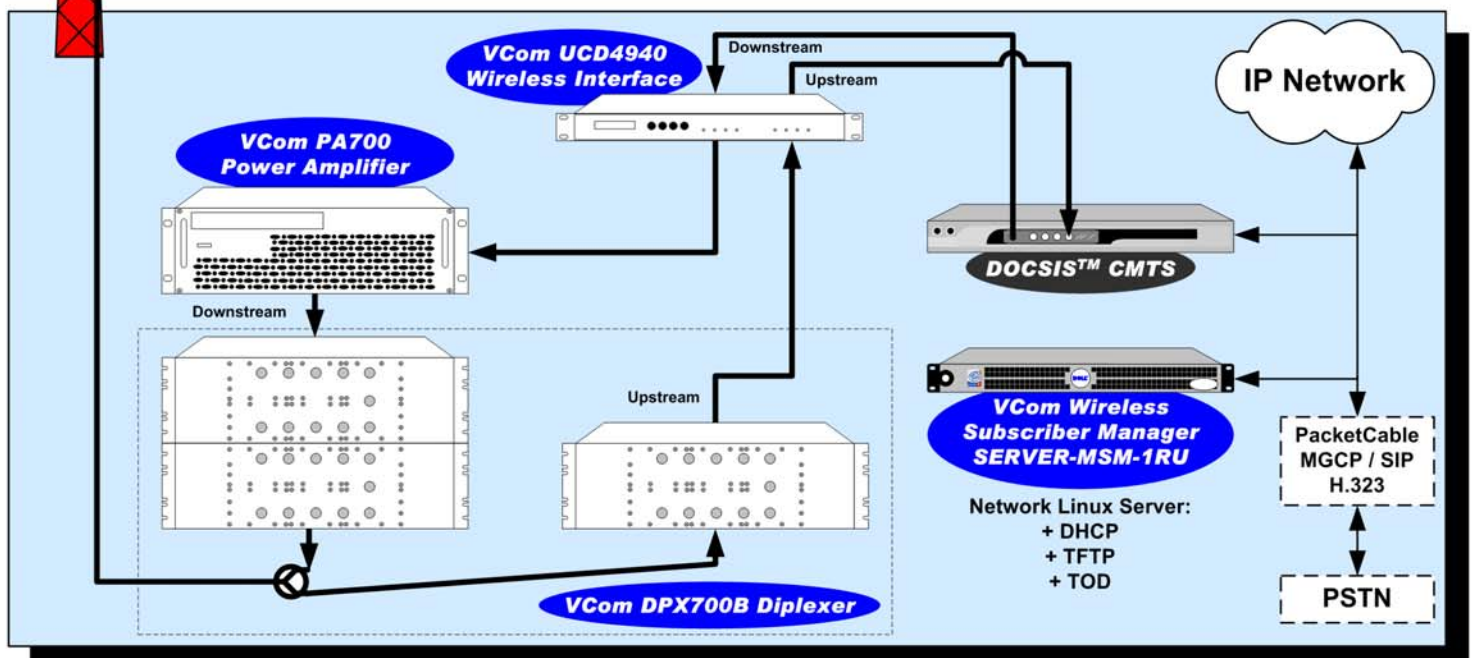 VCom UCD4940
Wireless Interface
Downstream
Upstream
IP Network
VCom PA700
Power Amplifier
DOCSIS™ CMTS
Downstream
DELL
VCom Wireless
Subscriber Manager
SERVER-MSM-1RU
Upstream
PacketCable
MGCP / SIP
H.323
Network Linux Server:
+ DHCP
+ TFTP
+ TOD
VCom DPX700B Diplexer
PSTN